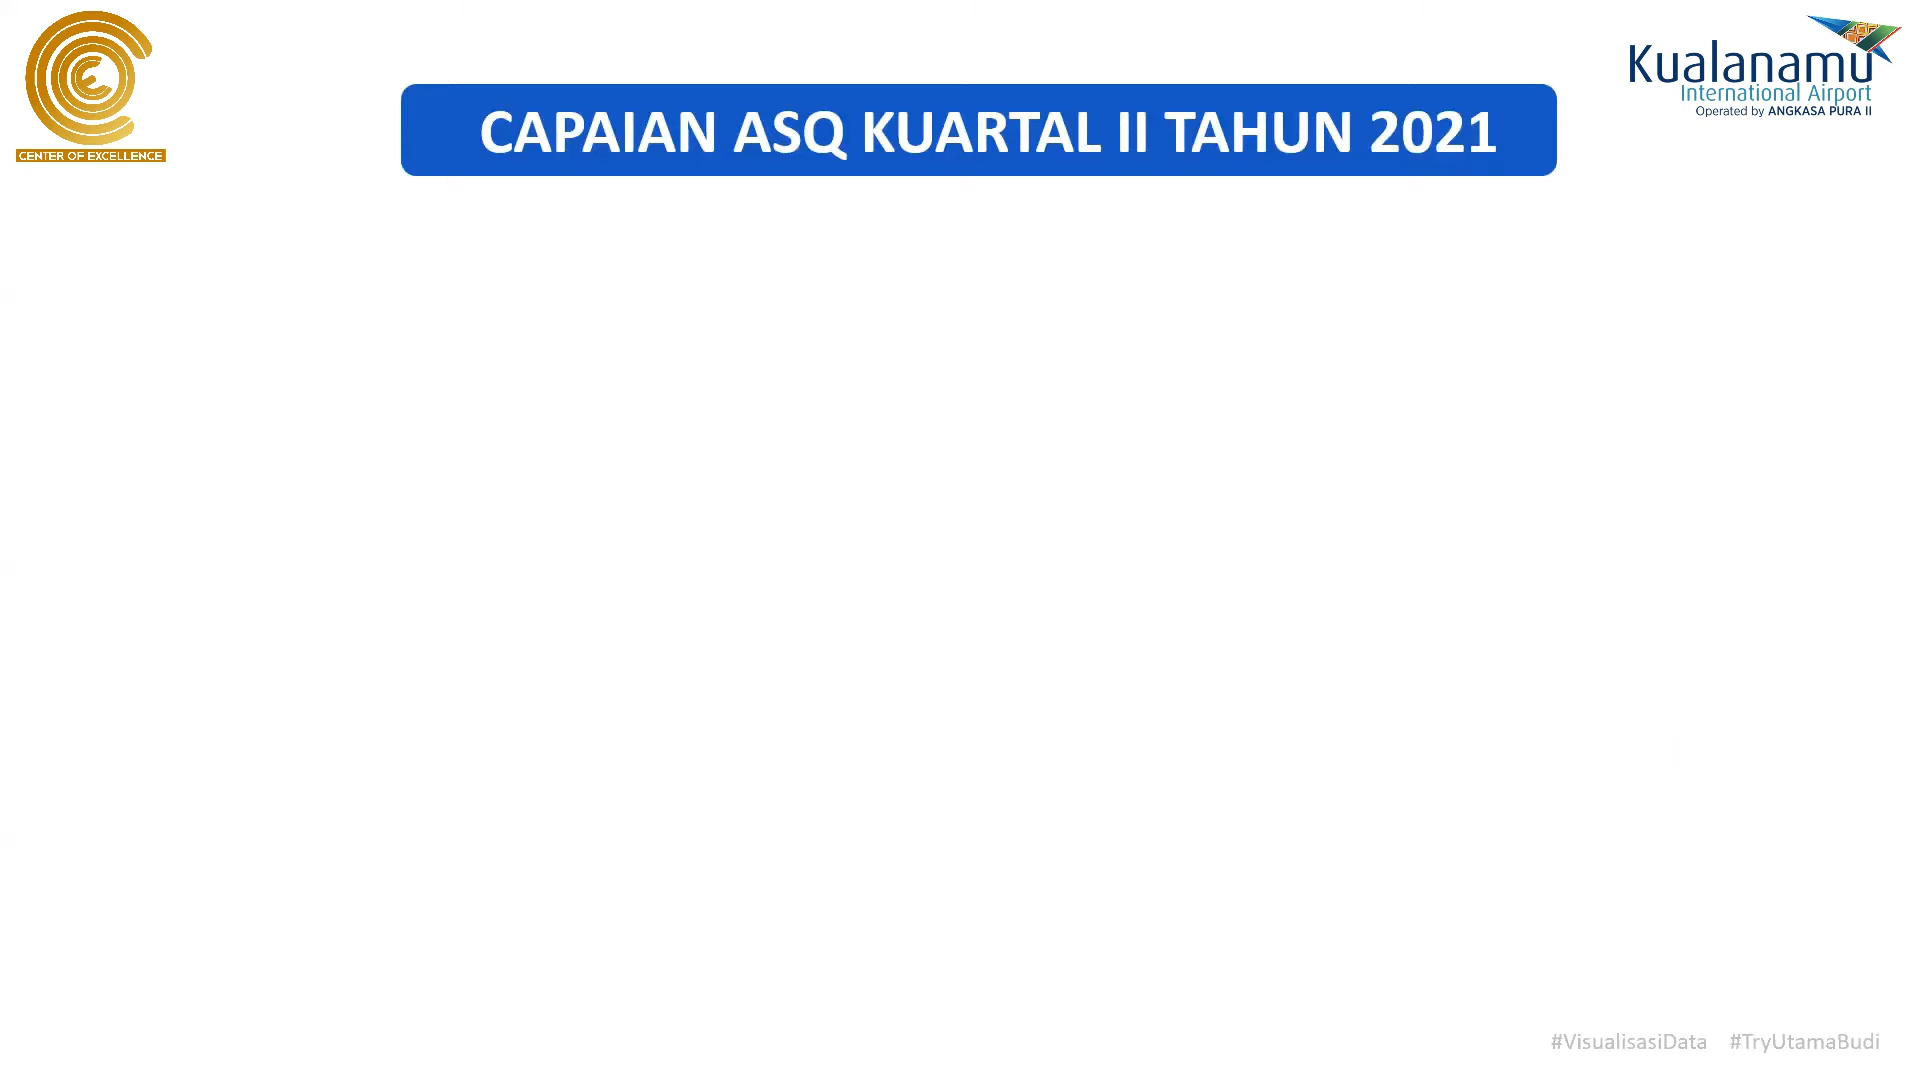 CENTER OF EXCELLENCE
Kualanamu
International Airport
Operated by ANGKASA PURA II
CAPAIAN ASQ KUARTAL II TAHUN 2021
#VisualisasiData #TryUtamaBudi